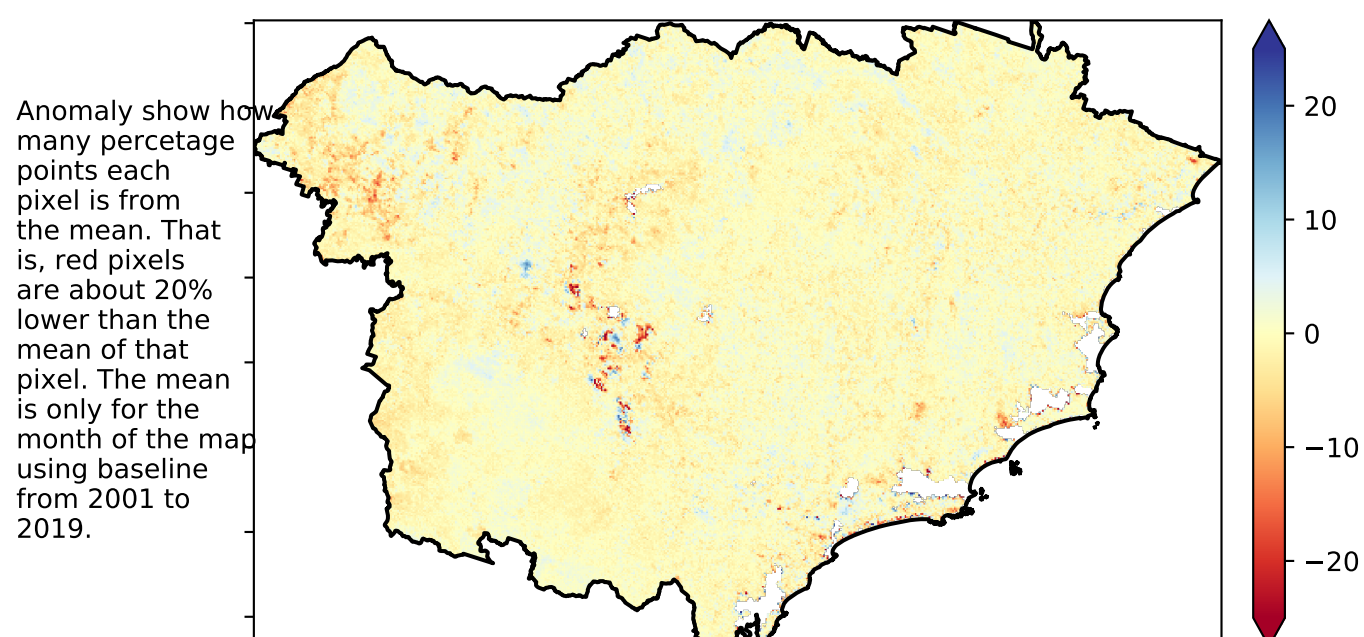 Anomaly show how
many percetage
points each
pixel is from
the mean. That
is, red pixels
are about 20%
lower than the
mean of that
pixel. The mean
is only for the
month of the map
using baseline
from 2001 to
2019.
20
10
0
−10
−20